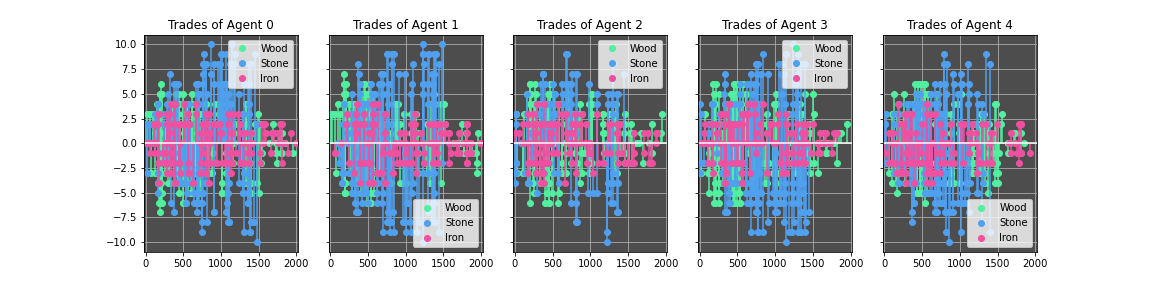 Trades of Agent 0
Trades of Agent 1
Trades of Agent 2
Trades of Agent 3
Trades of Agent 4
10.0
7.5
5.0
2.5
0.0
−2.5
−5.0
−7.5
−10.0
Wood
Stone
Iron
Wood
Stone
Iron
Wood
Stone
Iron
Wood
Stone
Iron
Wood
Stone
Iron
0 500 1000 1500 2000
0 500 1000 1500 2000
0 500 1000 1500 2000
0 500 1000 1500 2000
0 500 1000 1500 2000